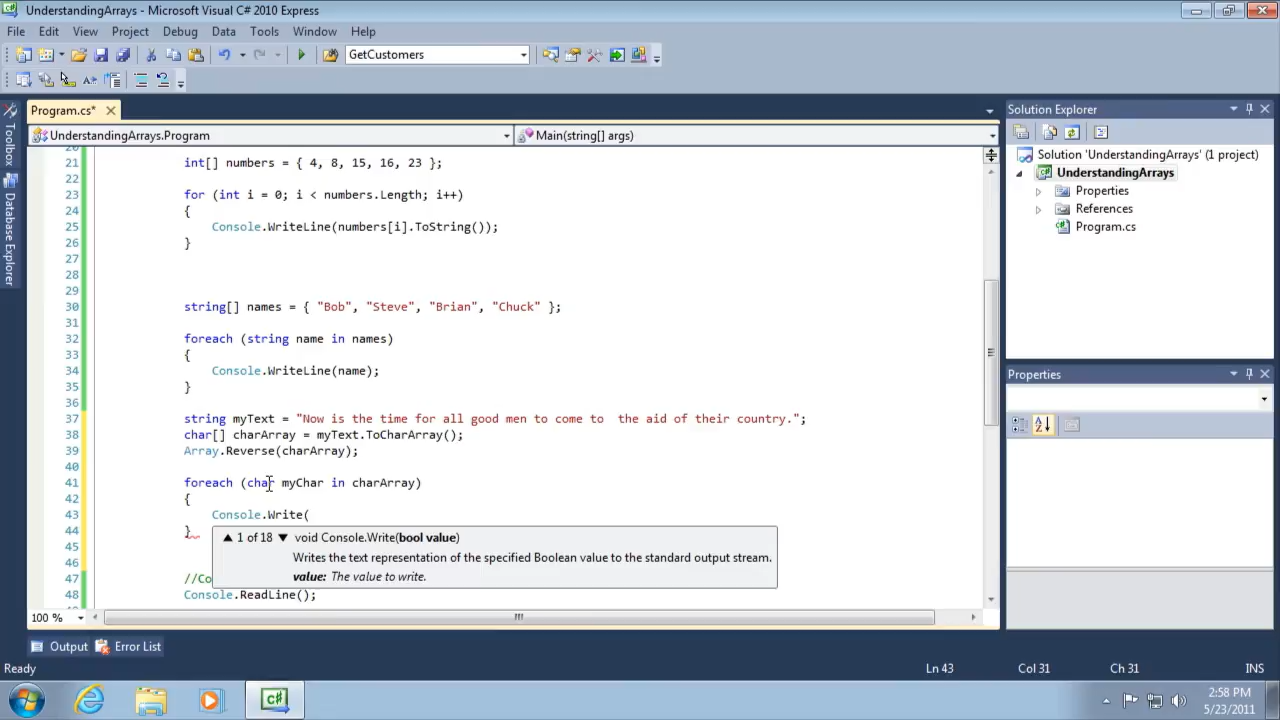 UnderstandingArrays - Microsoft Visual C# 2010 Express
File Edit View Project Debug Data Tools Window Help
GetCustomers
Program.cs*
UnderstandingArrays.Program
Main(string[] args)
20
21 int[] numbers = { 4, 8, 15, 16, 23 };
22
23 for (int i = 0; i < numbers.Length; i++)
24 {
25 Console.WriteLine(numbers[i].ToString());
26 }
27
28
29
30 string[] names = { "Bob", "Steve", "Brian", "Chuck" };
31
32 foreach (string name in names)
33 {
34 Console.WriteLine(name);
35 }
36
37 string myText = "Now is the time for all good men to come to  the aid of their country.";
38 char[] charArray = myText.ToCharArray();
39 Array.Reverse(charArray);
40
41 foreach (char myChar in charArray)
42 {
43 Console.Write(
44 }
45
46
47 //Co
48 Console.ReadLine();
1 of 18 void Console.Write(bool value)
Writes the text representation of the specified Boolean value to the standard output stream.
value: The value to write.
100 %
Toolbox
Database Explorer
Solution Explorer
Solution 'UnderstandingArrays' (1 project)
UnderstandingArrays
Properties
References
Program.cs
Properties
Output Error List
Ready
Ln 43 Col 31 Ch 31 INS
C#
2:58 PM
5/23/2011